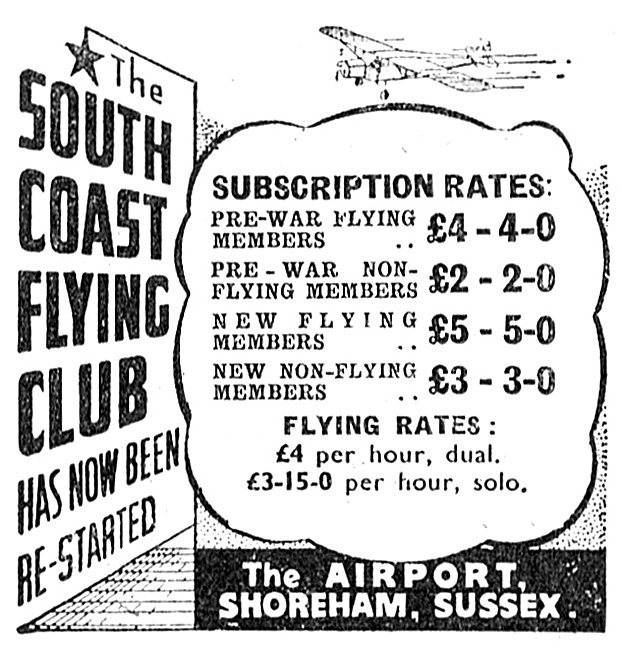 The
SOUTH
COAST
FLYING
CLUB
HAS NOW BEEN
RE-STARTED
SUBSCRIPTION RATES:
PRE-WAR FLYING
MEMBERS .. £4 - 4-0
PRE-WAR NON-
FLYING MEMBERS £2 - 2-0
NEW FLYING
MEMBERS .. £5 - 5-0
NEW NON-FLYING
MEMBERS .. £3 - 3-0
FLYING RATES:
£4 per hour, dual.
£3-15-0 per hour, solo.
The AIRPORT,
SHOREHAM, SUSSEX.